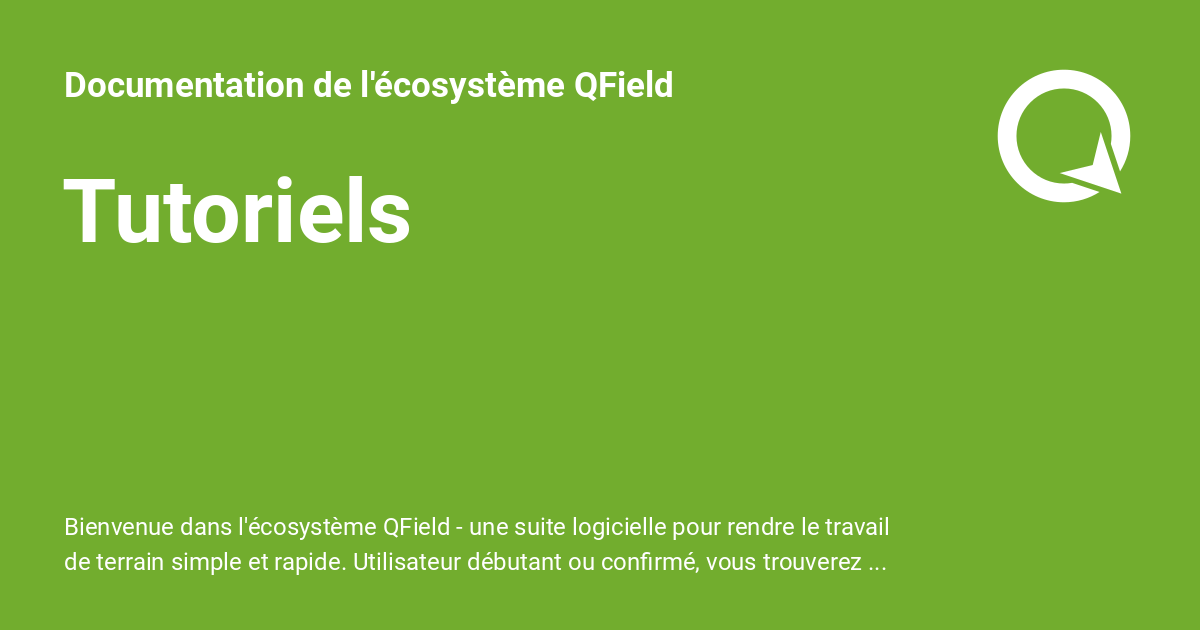 Documentation de l'écosystème QField
Tutoriels
Bienvenue dans l'écosystème QField - une suite logicielle pour rendre le travail
de terrain simple et rapide. Utilisateur débutant ou confirmé, vous trouverez ...